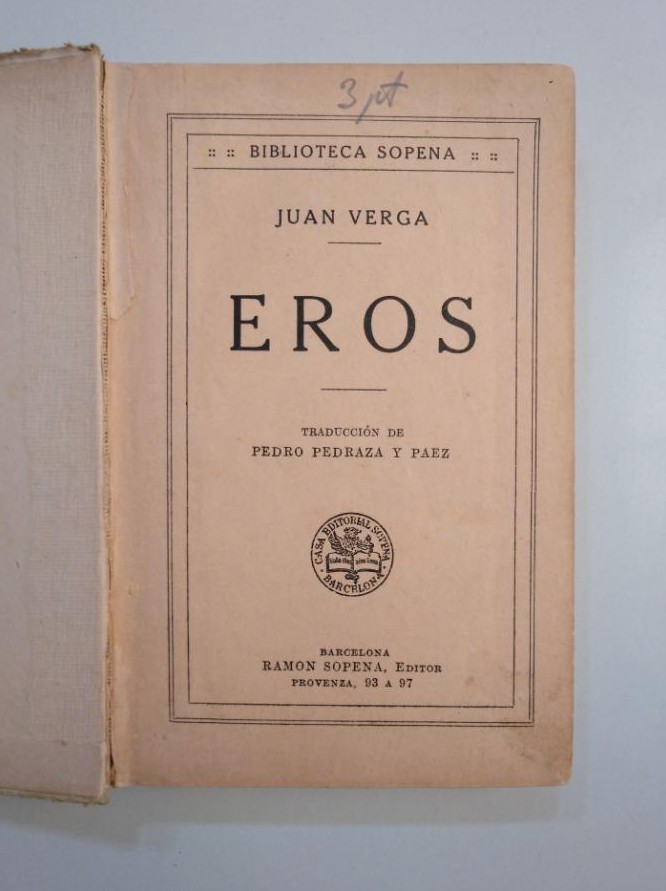 3 pt
:: :: BIBLIOTECA SOPENA :: ::
JUAN VERGA
EROS
TRADUCCIÓN DE
PEDRO PEDRAZA Y PAEZ
CASA EDITORIAL SOPENA
BARCELONA
BARCELONA
RAMON SOPENA, EDITOR
PROVENZA, 93 A 97